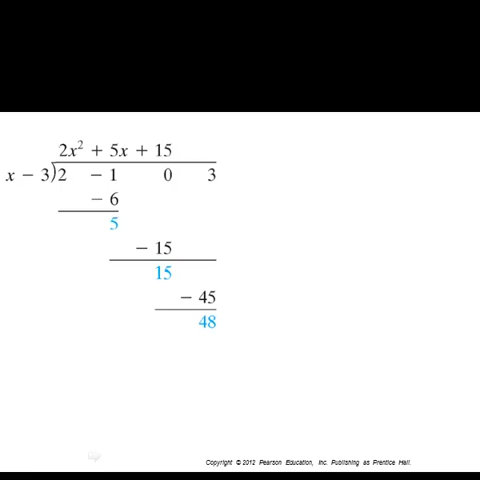 2x² + 5x + 15
x − 3)2 − 1 0 3
− 6
5
− 15
15
− 45
48
Copyright © 2012 Pearson Education, Inc. Publishing as Prentice Hall.